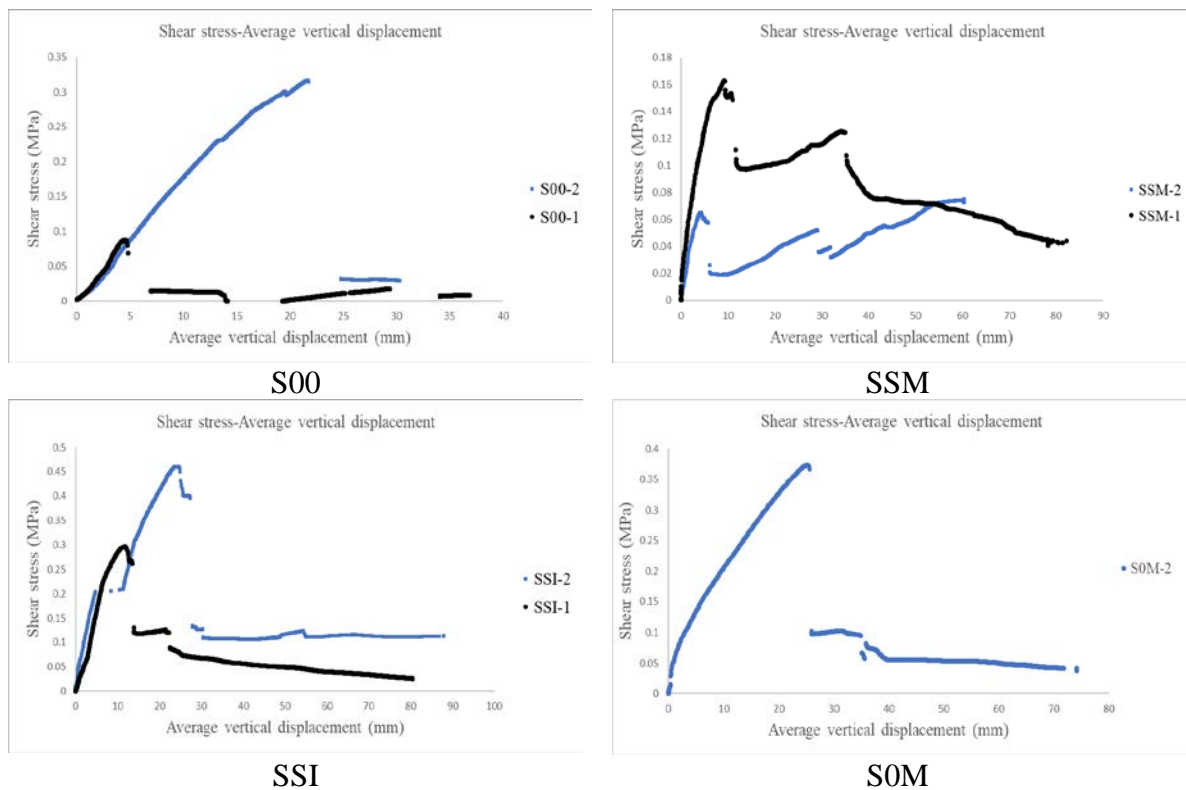 Shear stress-Average vertical displacement
Shear stress (MPa)
0.35
0.3
0.25
0.2
0.15
0.1
0.05
0
0 5 10 15 20 25 30 35 40
Average vertical displacement (mm)
S00-2
S00-1
S00
Shear stress-Average vertical displacement
Shear stress (MPa)
0.18
0.16
0.14
0.12
0.1
0.08
0.06
0.04
0.02
0
0 10 20 30 40 50 60 70 80 90
Average vertical displacement (mm)
SSM-2
SSM-1
SSM
Shear stress-Average vertical displacement
Shear stress (MPa)
0.5
0.45
0.4
0.35
0.3
0.25
0.2
0.15
0.1
0.05
0
0 10 20 30 40 50 60 70 80 90 100
Average vertical displacement (mm)
SSI-2
SSI-1
SSI
Shear stress-Average vertical displacement
Shear stress (MPa)
0.4
0.35
0.3
0.25
0.2
0.15
0.1
0.05
0
0 10 20 30 40 50 60 70 80
Average vertical displacement (mm)
S0M-2
S0M